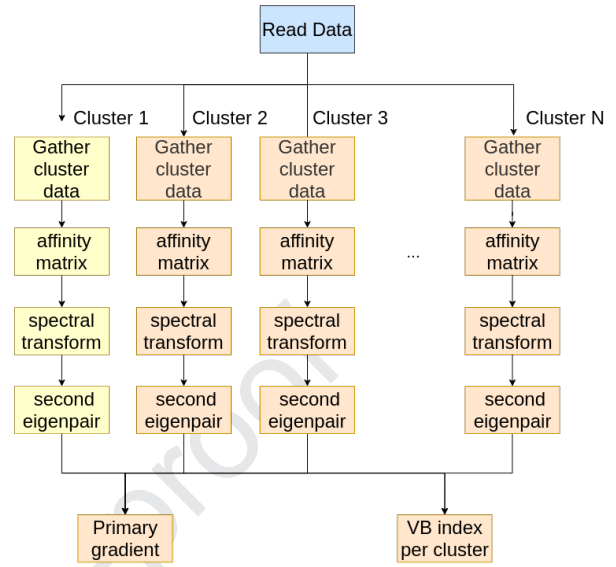 Read Data
Cluster 1
Cluster 2
Cluster 3
Cluster N
Gather
cluster
data
Gather
cluster
data
Gather
cluster
data
Gather
cluster
data
affinity
matrix
affinity
matrix
affinity
matrix
...
affinity
matrix
spectral
transform
spectral
transform
spectral
transform
spectral
transform
second
eigenpair
second
eigenpair
second
eigenpair
second
eigenpair
proof
Primary
gradient
VB index
per cluster